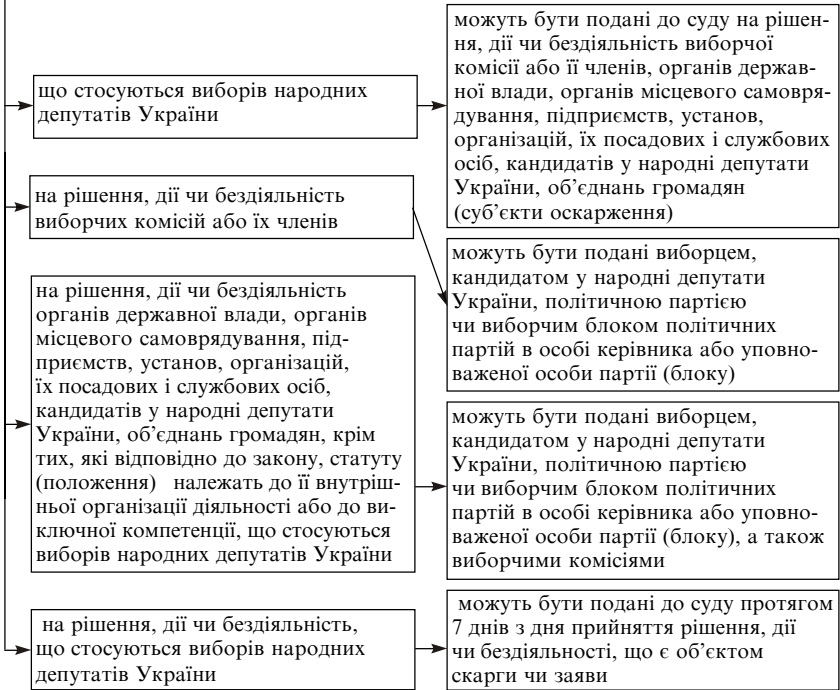 що стосуються виборів народних
депутатів України
можуть бути подані до суду на рішен-
ня, дії чи бездіяльність виборчої
комісії або її членів, органів держав-
ної влади, органів місцевого самовря-
дування, підприємств, установ,
організацій, їх посадових і службових
осіб, кандидатів у народні депутати
України, об’єднань громадян
(суб’єкти оскарження)
на рішення, дії чи бездіяльність
виборчих комісій або їх членів
можуть бути подані виборцем,
кандидатом у народні депутати
України, політичною партією
чи виборчим блоком політичних
партій в особі керівника або уповно-
важеної особи партії (блоку)
на рішення, дії чи бездіяльність
органів державної влади, органів
місцевого самоврядування, під-
приємств, установ, організацій,
їх посадових і службових осіб,
кандидатів у народні депутати
України, об’єднань громадян, крім
тих, які відповідно до закону, статуту
(положення) належать до її внутріш-
ньої організації діяльності або до ви-
ключної компетенції, що стосуються
виборів народних депутатів України
можуть бути подані виборцем,
кандидатом у народні депутати
України, політичною партією
чи виборчим блоком політичних
партій в особі керівника або уповно-
важеної особи партії (блоку), а також
виборчими комісіями
на рішення, дії чи бездіяльність,
що стосуються виборів народних
депутатів України
можуть бути подані до суду протягом
7 днів з дня прийняття рішення, дії
чи бездіяльності, що є об’єктом
скарги чи заяви